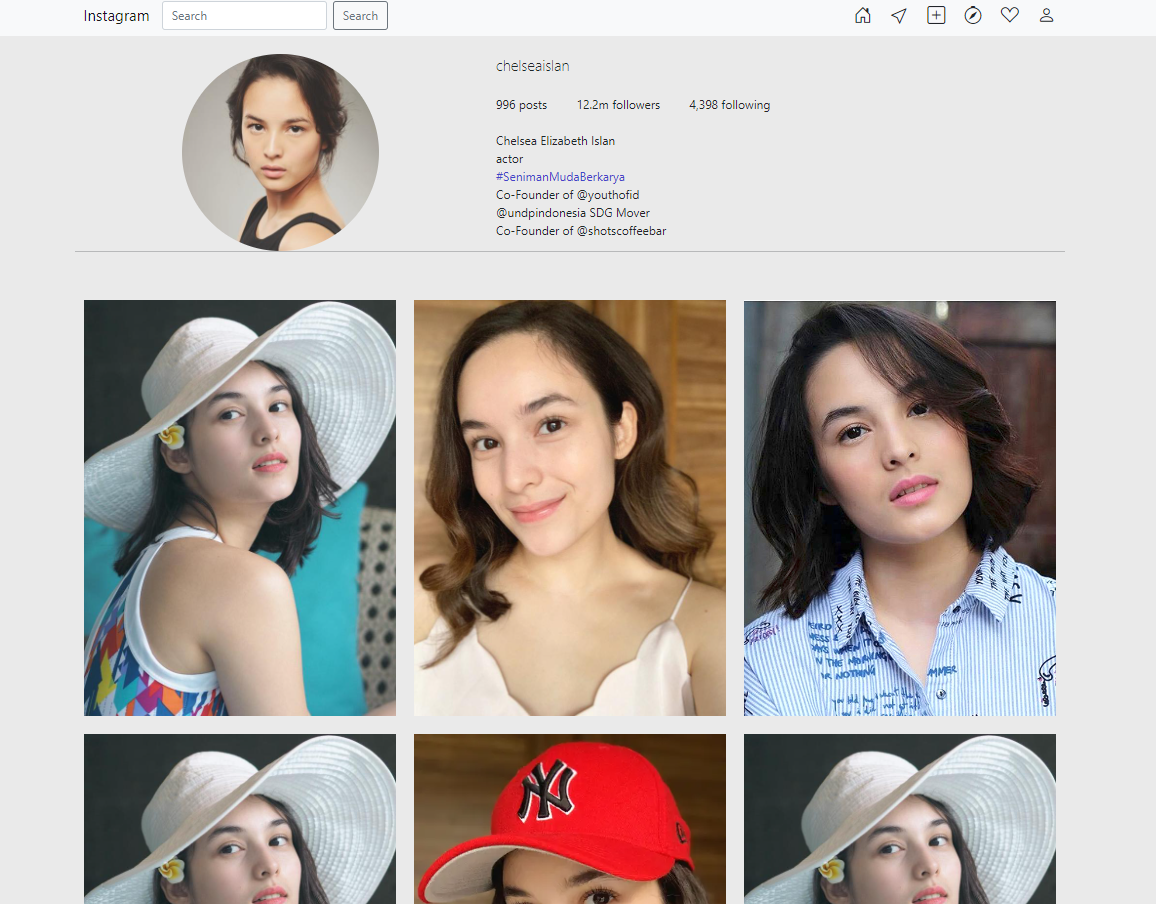 Instagram Search Search
chelseaislan
996 posts 12.2m followers 4,398 following
Chelsea Elizabeth Islan
actor
#SenimanMudaBerkarya
Co-Founder of @youthofid
@undpindonesia SDG Mover
Co-Founder of @shotscoffeebar
NY